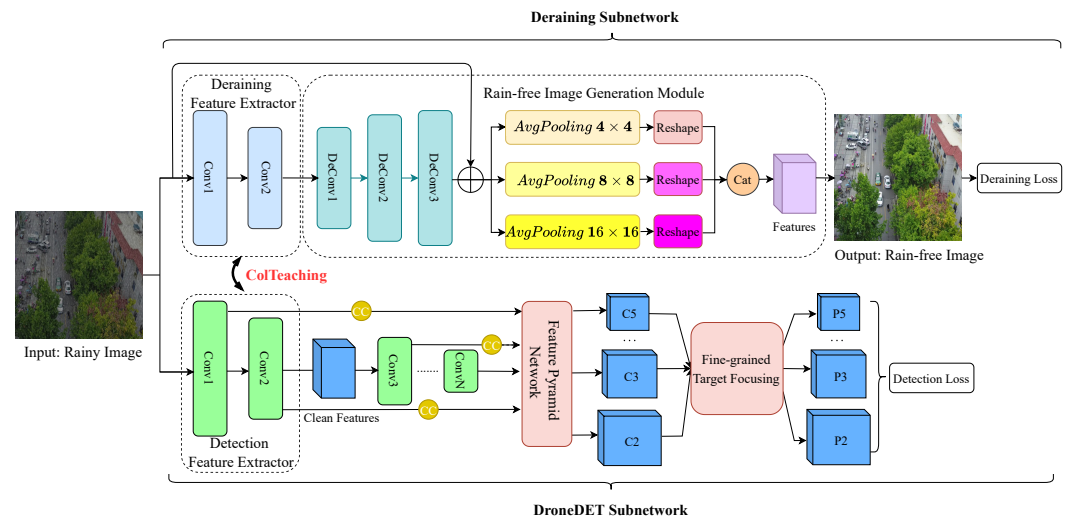 Deraining Subnetwork
Deraining
Feature Extractor
Conv1
Conv2
Rain-free Image Generation Module
DeConv1
DeConv2
DeConv3
AvgPooling 4 × 4
Reshape
AvgPooling 8 × 8
Reshape
AvgPooling 16 × 16
Reshape
Cat
Features
Output: Rain-free Image
Deraining Loss
Input: Rainy Image
ColTeaching
Conv1
Conv2
Detection
Feature Extractor
Clean Features
Conv3
......
ConvN
CC
CC
CC
Feature Pyramid
Network
C5
...
C3
C2
Fine-grained
Target Focusing
P5
...
P3
P2
Detection Loss
DroneDET Subnetwork